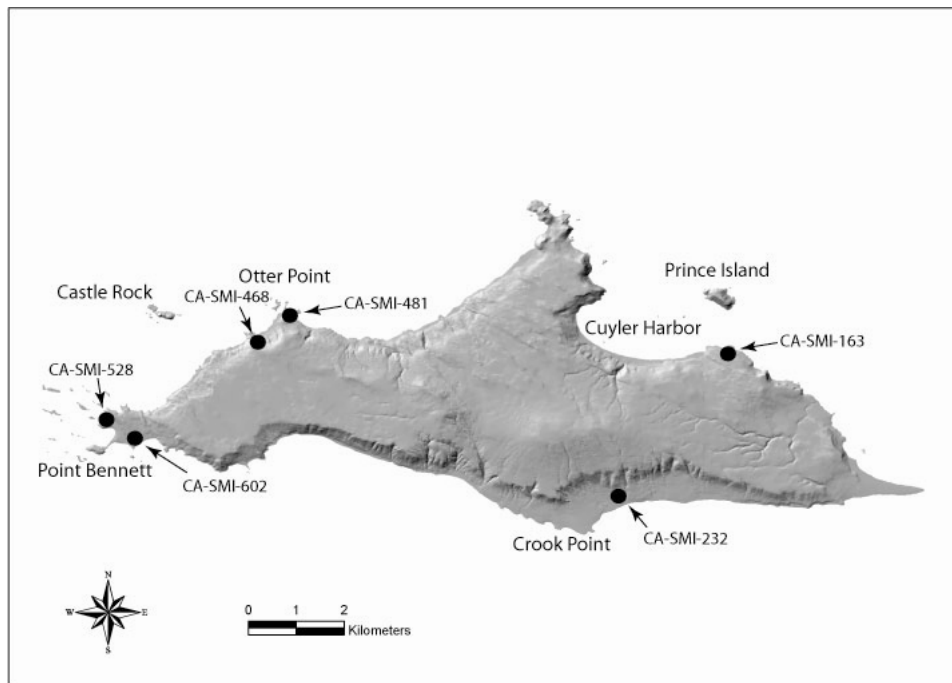 Otter Point
Prince Island
Castle Rock
CA-SMI-468
CA-SMI-481
Cuyler Harbor
CA-SMI-163
CA-SMI-528
Point Bennett
CA-SMI-602
Crook Point
CA-SMI-232
N
W E
S
0 1 2
Kilometers